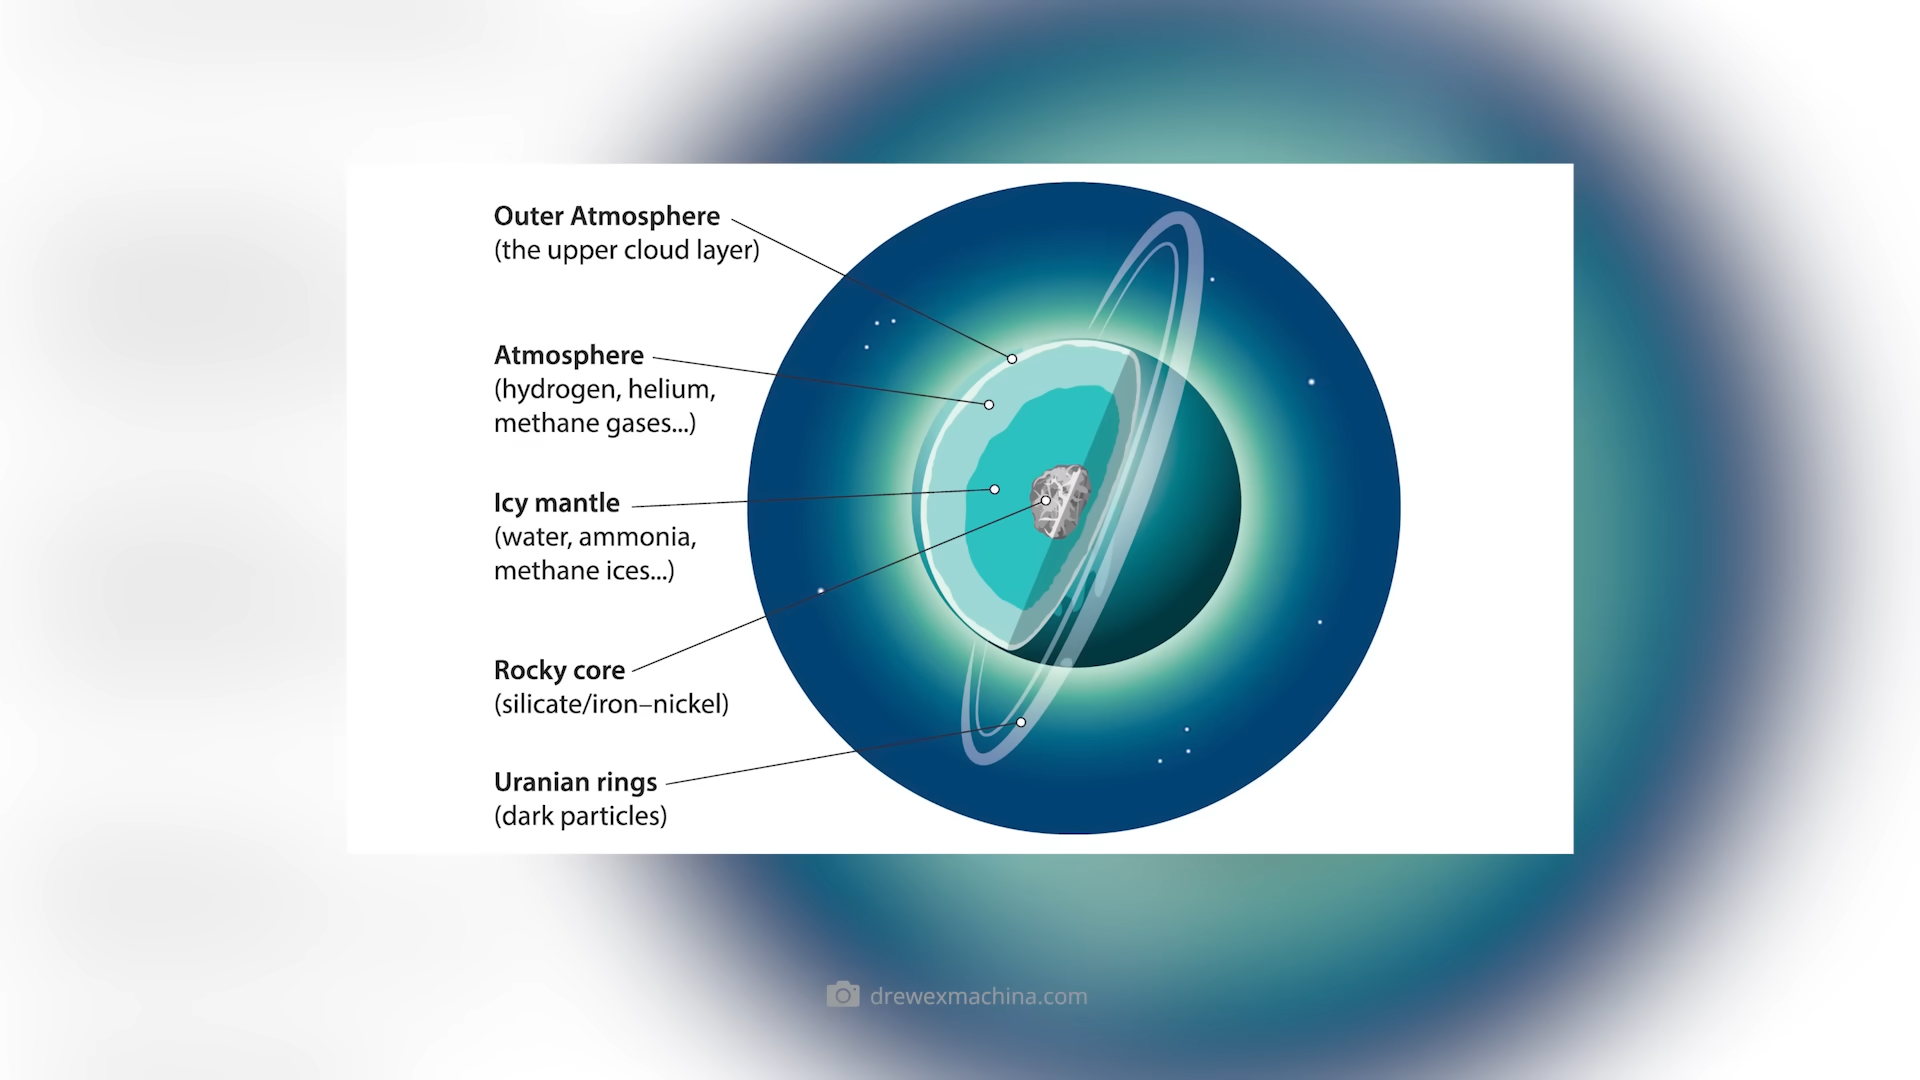 Outer Atmosphere
(the upper cloud layer)
Atmosphere
(hydrogen, helium,
methane gases...)
Icy mantle
(water, ammonia,
methane ices...)
Rocky core
(silicate/iron–nickel)
Uranian rings
(dark particles)
drewexmachina.com